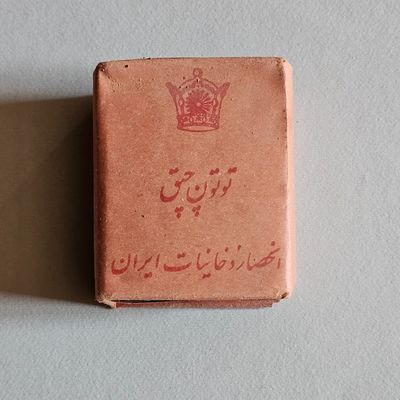 توتون چپق
انحصار دخانیات ایران